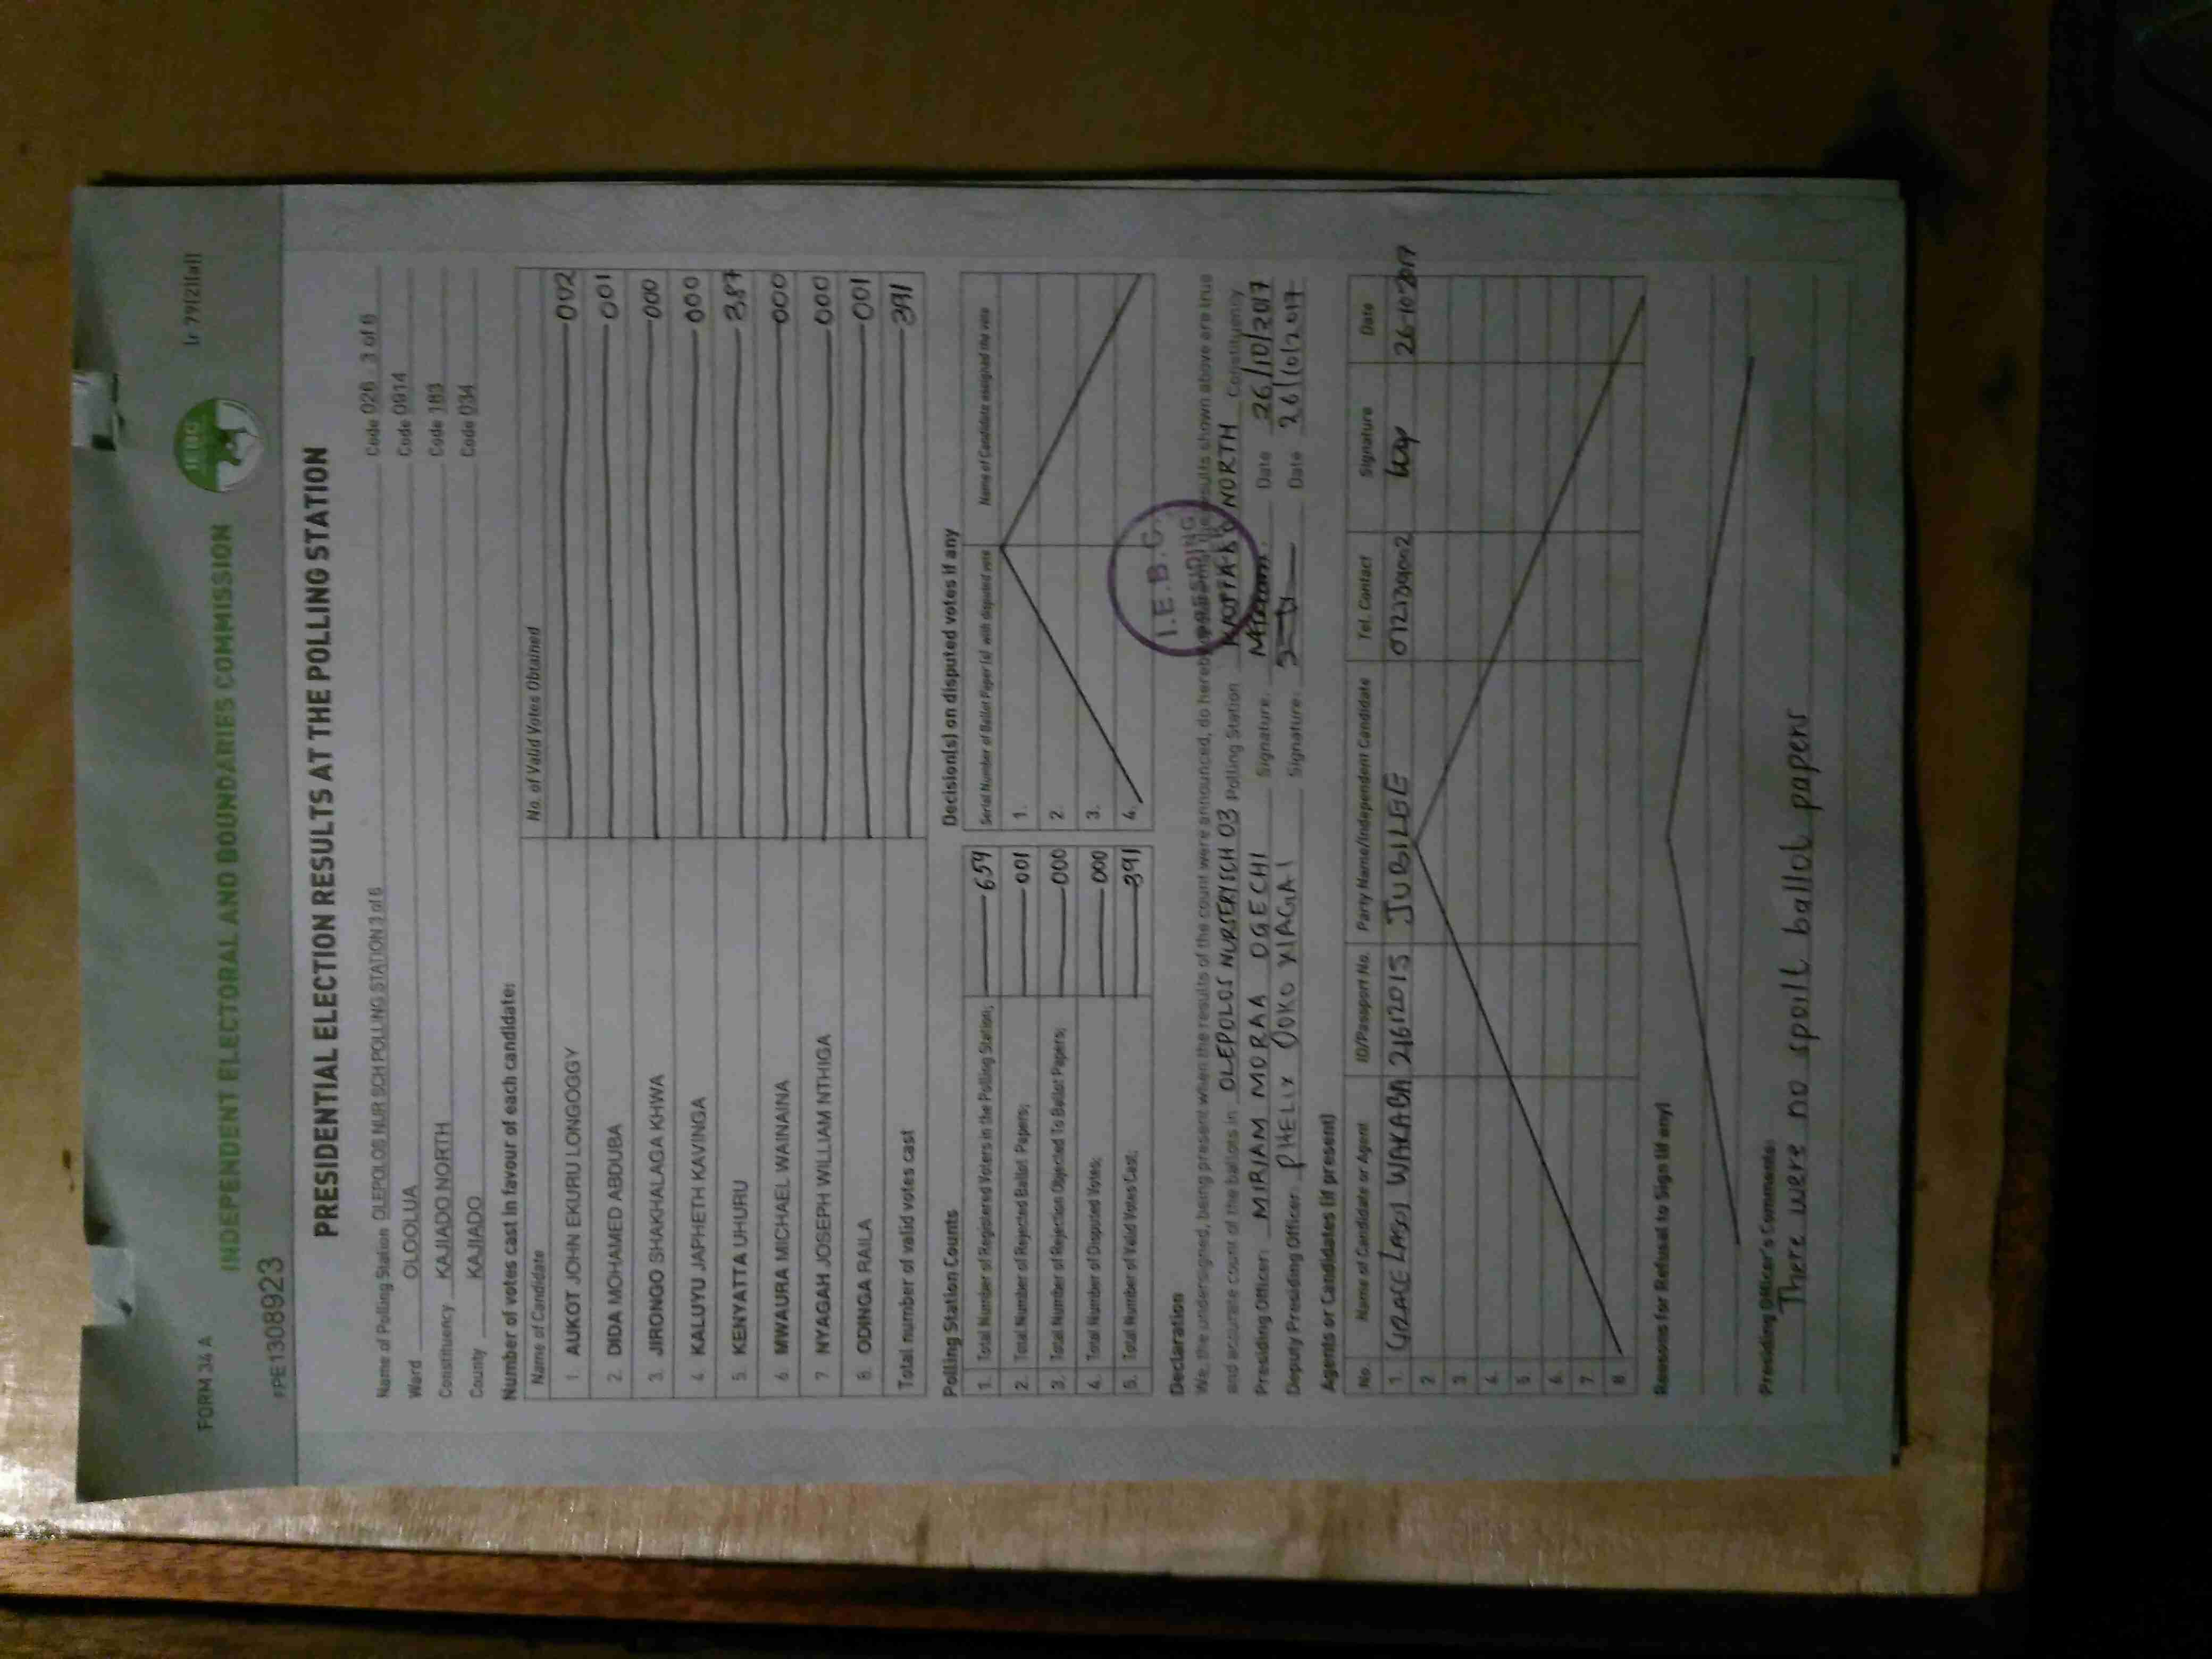 FORM 34 A
INDEPENDENT ELECTORAL AND BOUNDARIES COMMISSION
IEBC
(r 79(2)(a))
FPE1308923
PRESIDENTIAL ELECTION RESULTS AT THE POLLING STATION
Name of Polling Station OLEPOLOS NUR SCH POLLING STATION 3 of 6 Code 026 . 3 of 6
Ward OLOOLUA Code 0914
Constituency KAJIADO NORTH Code 183
County KAJIADO Code 034
Number of votes cast in favour of each candidate:
Name of Candidate No. of Valid Votes Obtained
1. AUKOT JOHN EKURU LONGOGGY 002
2. DIDA MOHAMED ABDUBA 001
3. JIRONGO SHAKHALAGA KHWA 000
4. KALUYU JAPHETH KAVINGA 000
5. KENYATTA UHURU 387
6. MWAURA MICHAEL WAINAINA 000
7. NYAGAH JOSEPH WILLIAM NTHIGA 000
8. ODINGA RAILA 001
Total number of valid votes cast 391
Polling Station Counts
1. Total Number of Registered Voters in the Polling Station; 659
2. Total Number of Rejected Ballot Papers; 001
3. Total Number of Rejection Objected To Ballot Papers; 000
4. Total Number of Disputed Votes; 000
5. Total Number of Valid Votes Cast; 391
Decision(s) on disputed votes if any
Serial Number of Ballot Paper (s) with disputed vote Name of Candidate assigned the vote
1.
2.
3.
4.
I.E.B.C.
PRESIDING
Declaration
We, the undersigned, being present when the results of the count were announced, do hereby results shown above are true
and accurate count of the ballots in OLEPOLOS NURSERY SCH 03 Polling Station KAJIADO NORTH Constituency
Presiding Officer: MIRIAM MORAA OGECHI Signature: Date 26/10/2017
Deputy Presiding Officer: PHELIX OOKO Signature: Date 26/10/2017
Agents or Candidates (if present)
No. Name of Candidate or Agent ID/Passport No. Party Name/Independent Candidate Tel. Contact Signature Date
1. GRACE WAKABA 21612015 JUBILEE 0722739002 26-10-2017
2.
3.
4.
5.
6.
7.
8.
Reasons for Refusal to Sign (if any)
Presiding Officer's Comments:
There were no spoilt ballot papers